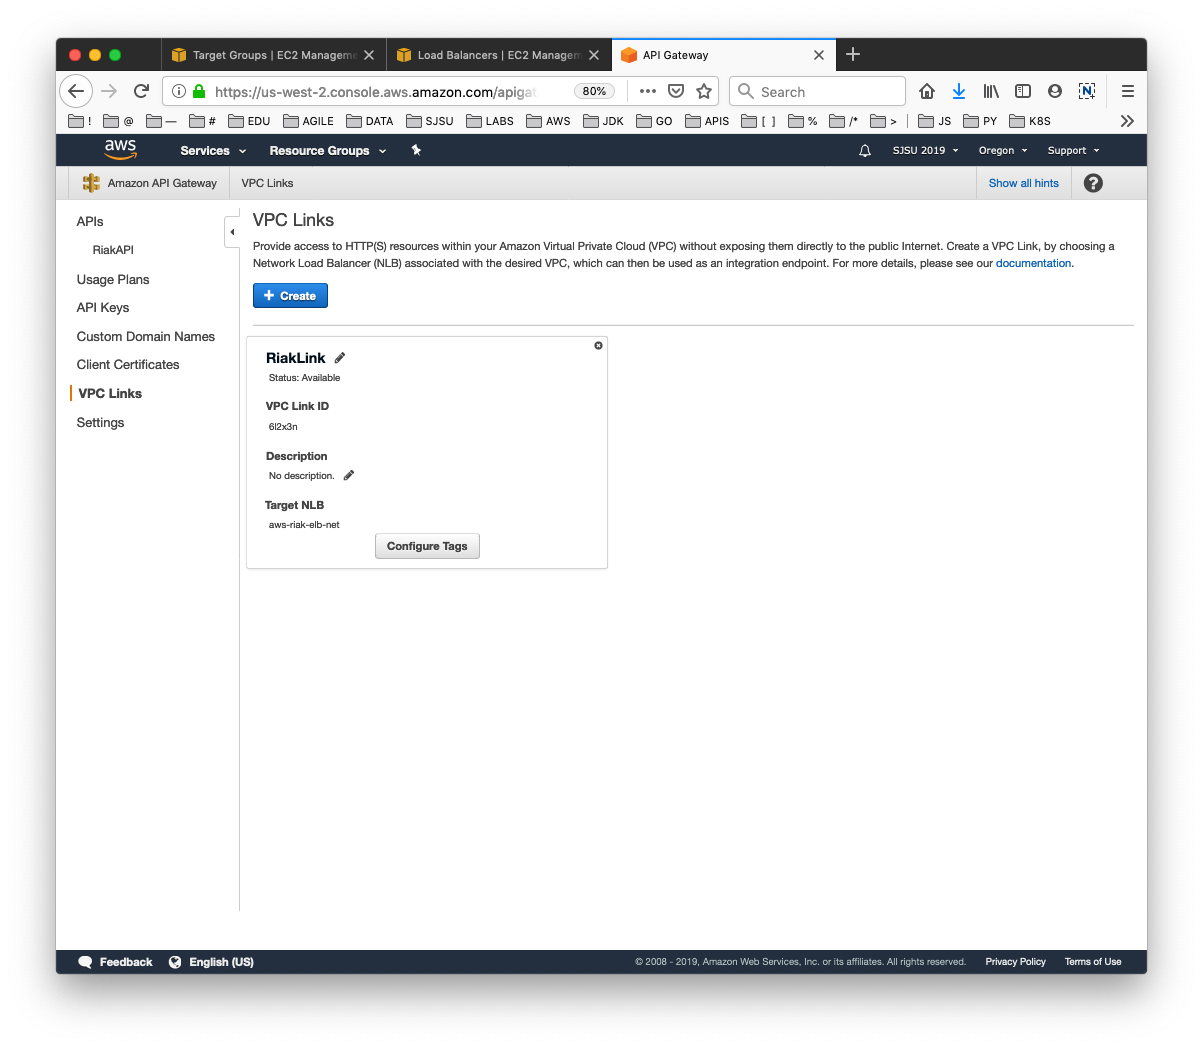 Target Groups | EC2 Manageme
Load Balancers | EC2 Managem
API Gateway
https://us-west-2.console.aws.amazon.com/apigat
80%
Search
!
@
—
#
EDU
AGILE
DATA
SJSU
LABS
AWS
JDK
GO
APIS
[ ]
%
/*
>
JS
PY
K8S
aws
Services
Resource Groups
SJSU 2019
Oregon
Support
Amazon API Gateway
VPC Links
Show all hints
APIs
RiakAPI
Usage Plans
API Keys
Custom Domain Names
Client Certificates
VPC Links
Settings
VPC Links
Provide access to HTTP(S) resources within your Amazon Virtual Private Cloud (VPC) without exposing them directly to the public Internet. Create a VPC Link, by choosing a
Network Load Balancer (NLB) associated with the desired VPC, which can then be used as an integration endpoint. For more details, please see our documentation.
Create
RiakLink
Status: Available
VPC Link ID
6l2x3n
Description
No description.
Target NLB
aws-riak-elb-net
Configure Tags
Feedback
English (US)
© 2008 - 2019, Amazon Web Services, Inc. or its affiliates. All rights reserved.
Privacy Policy
Terms of Use